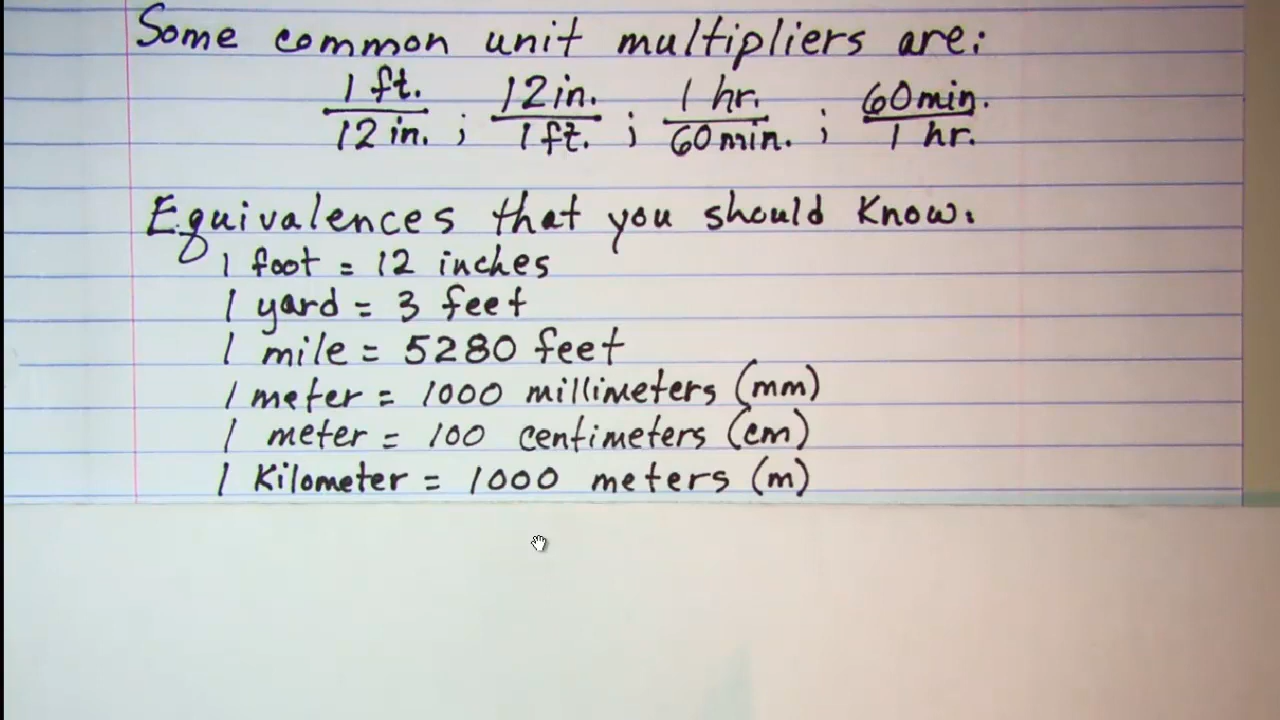 Some common unit multipliers are:
1 ft. 12 in. 1 hr. 60 min.
12 in. ; 1 ft. ; 60 min. ; 1 hr.
Equivalences that you should know.
1 foot = 12 inches
1 yard = 3 feet
1 mile = 5280 feet
1 meter = 1000 millimeters (mm)
1 meter = 100 centimeters (cm)
1 Kilometer = 1000 meters (m)